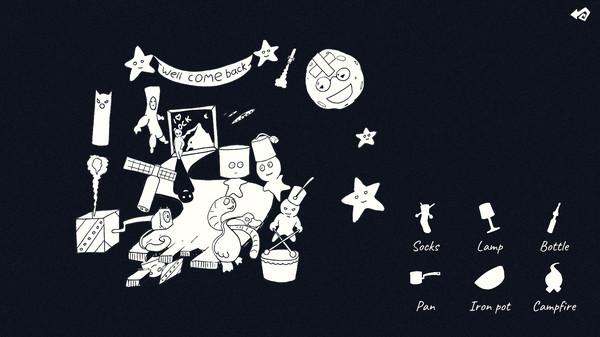 well come back
Socks
Lamp
Bottle
Pan
Iron pot
Campfire